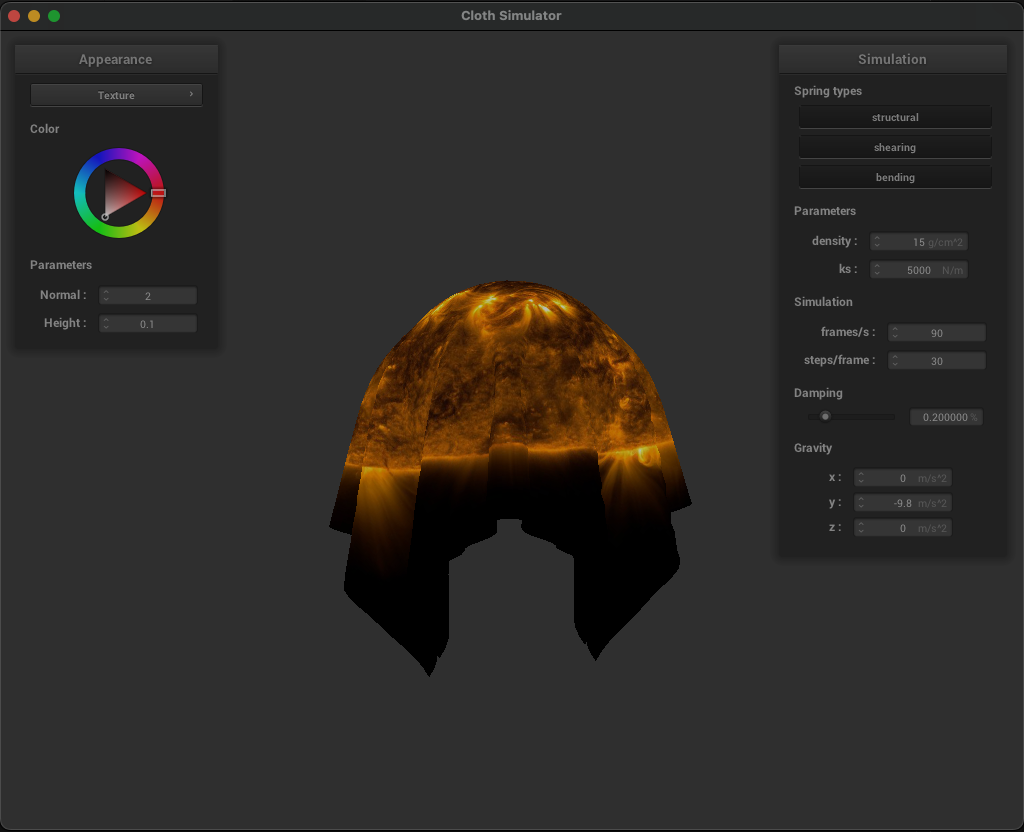 Cloth Simulator
Appearance
Texture
Color
Parameters
Normal : 2
Height : 0.1
Simulation
Spring types
structural
shearing
bending
Parameters
density : 15 g/cm^2
ks : 5000 N/m
Simulation
frames/s : 90
steps/frame : 30
Damping
0.200000 %
Gravity
x : 0 m/s^2
y : -9.8 m/s^2
z : 0 m/s^2